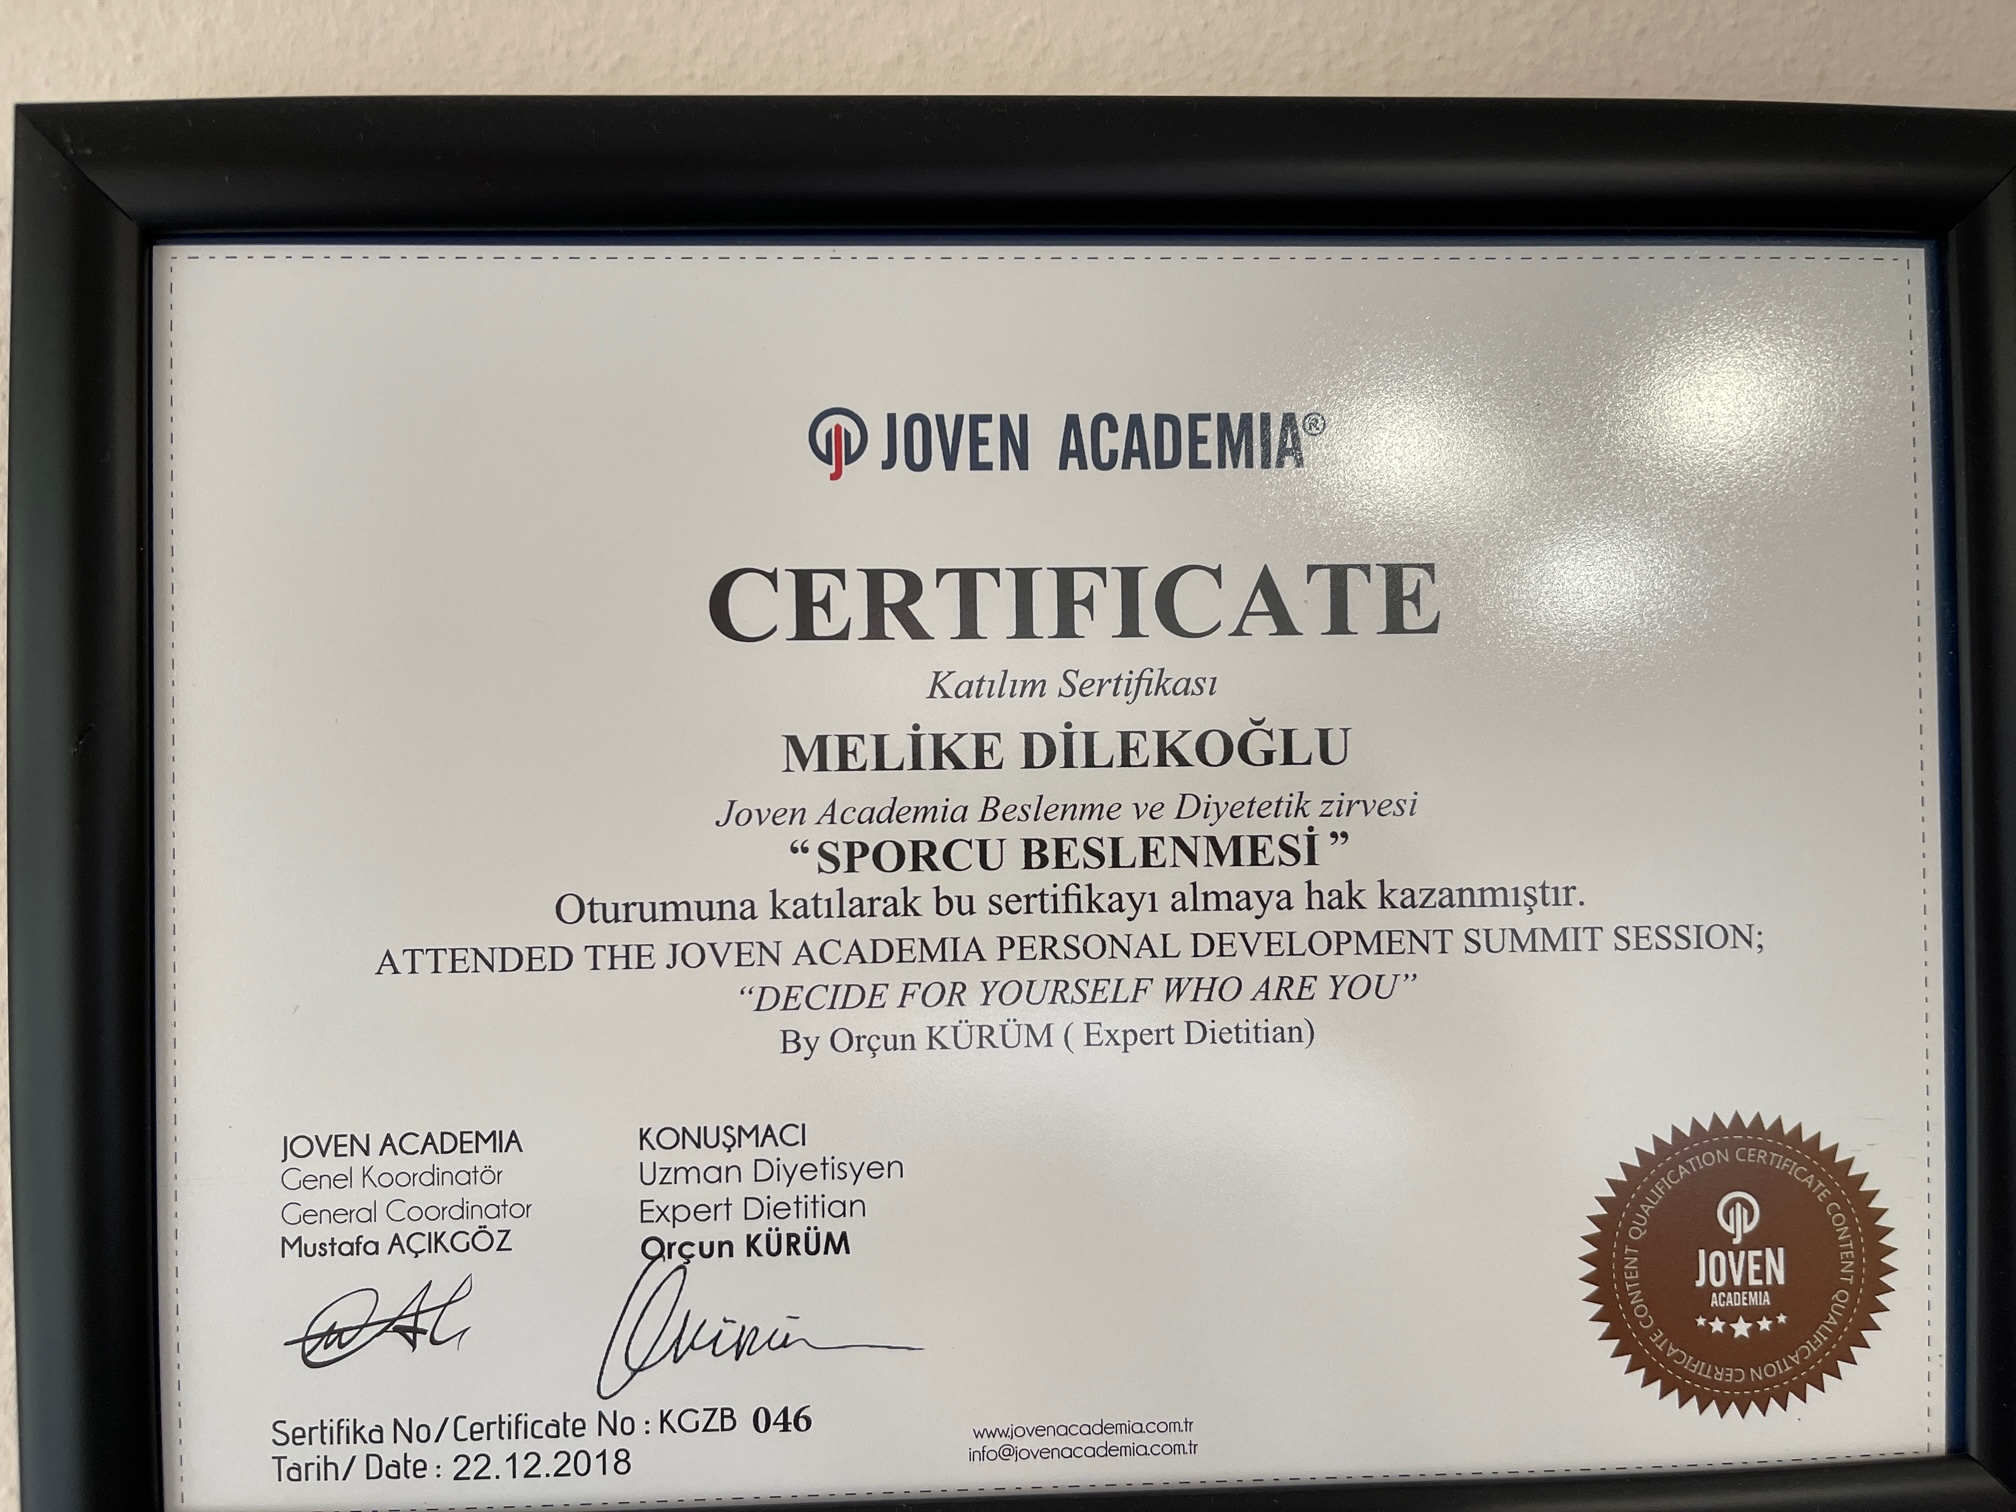 JOVEN ACADEMIA®
CERTIFICATE
Katılım Sertifikası
MELİKE DİLEKOĞLU
Joven Academia Beslenme ve Diyetetik zirvesi
“SPORCU BESLENMESİ”
Oturumuna katılarak bu sertifikayı almaya hak kazanmıştır.
ATTENDED THE JOVEN ACADEMIA PERSONAL DEVELOPMENT SUMMIT SESSION;
“DECIDE FOR YOURSELF WHO ARE YOU”
By Orçun KÜRÜM ( Expert Dietitian)
JOVEN ACADEMIA
Genel Koordinatör
General Coordinator
Mustafa AÇIKGÖZ
KONUŞMACI
Uzman Diyetisyen
Expert Dietitian
Orçun KÜRÜM
Sertifika No/Certificate No : KGZB 046
Tarih/ Date : 22.12.2018
www.jovenacademia.com.tr
info@jovenacademia.com.tr
CONTENT QUALIFICATION CERTIFICATE CONTENT QUALIFICATION CERTIFICATE
JOVEN
ACADEMIA